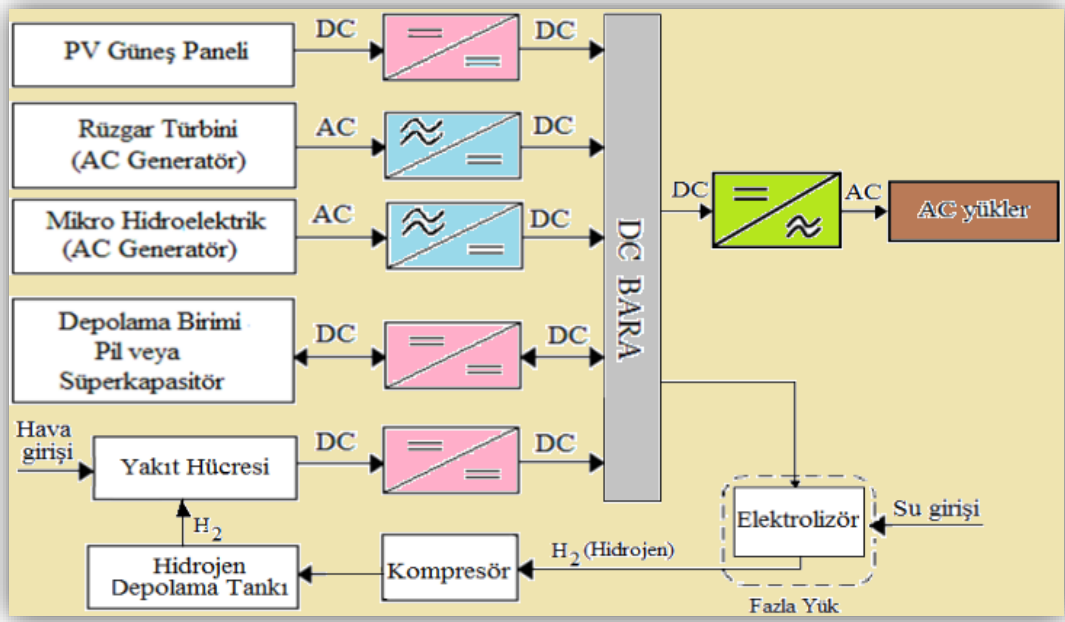 PV Güneş Paneli
DC
DC
Rüzgar Türbini
(AC Generatör)
AC
DC
Mikro Hidroelektrik
(AC Generatör)
AC
DC
Depolama Birimi
Pil veya
Süperkapasitör
DC
DC
Hava
girişi
Yakıt Hücresi
DC
DC
H2
Hidrojen
Depolama Tankı
Kompresör
H2 (Hidrojen)
DC BARA
DC
AC
AC yükler
Elektrolizör
Su girişi
Fazla Yük